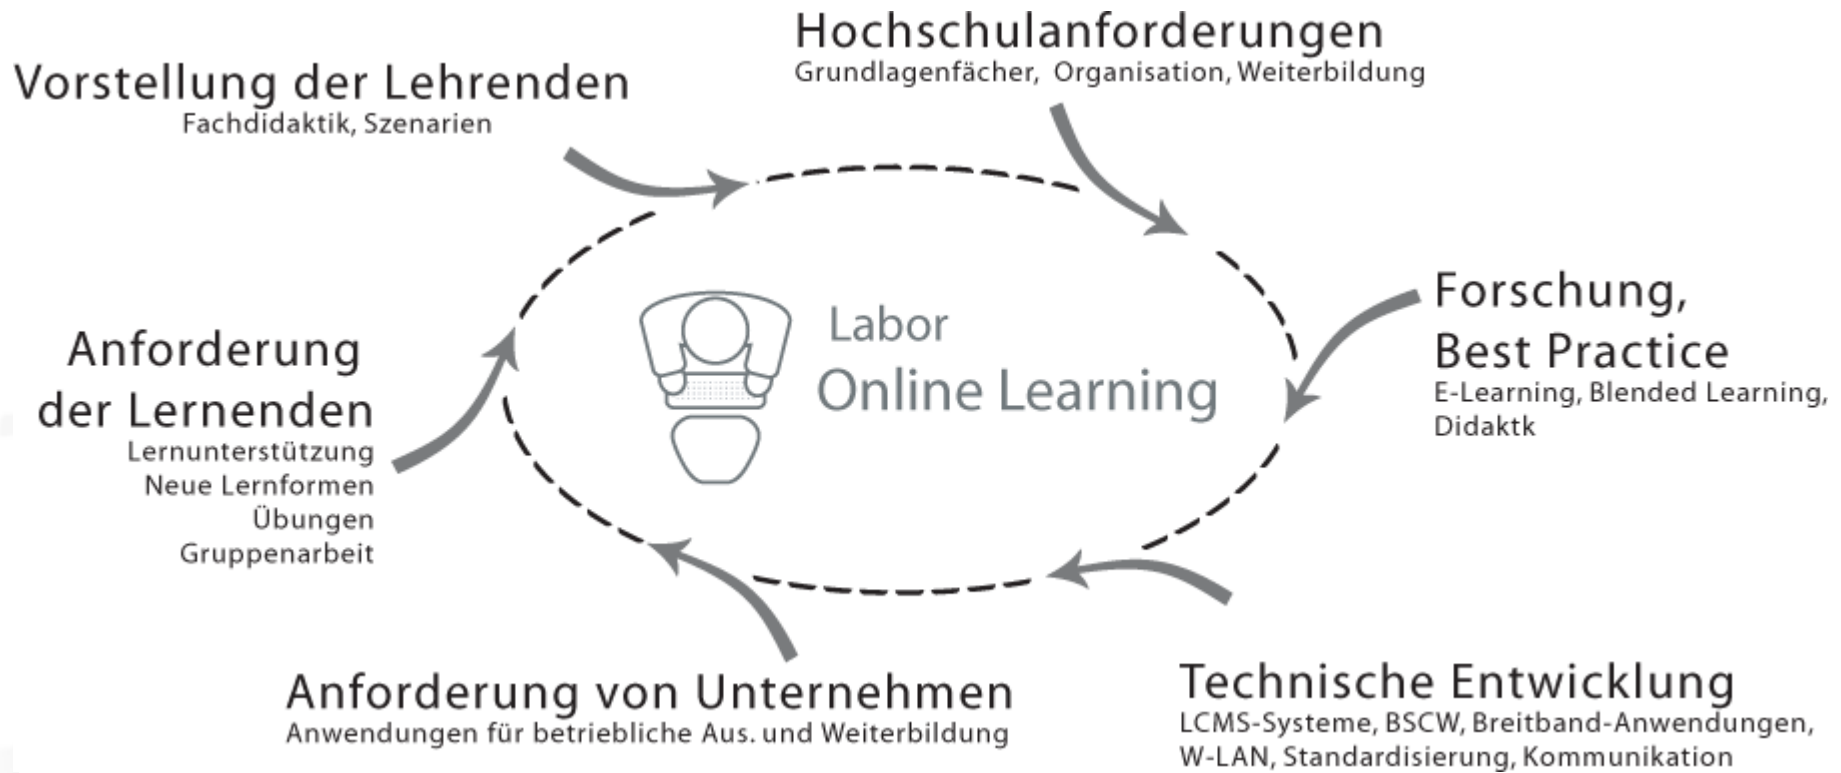 Hochschulanforderungen
Grundlagenfächer, Organisation, Weiterbildung
Vorstellung der Lehrenden
Fachdidaktik, Szenarien
Forschung,
Best Practice
E-Learning, Blended Learning,
Didaktk
Labor
Online Learning
Anforderung
der Lernenden
Lernunterstützung
Neue Lernformen
Übungen
Gruppenarbeit
Anforderung von Unternehmen
Anwendungen für betriebliche Aus. und Weiterbildung
Technische Entwicklung
LCMS-Systeme, BSCW, Breitband-Anwendungen,
W-LAN, Standardisierung, Kommunikation